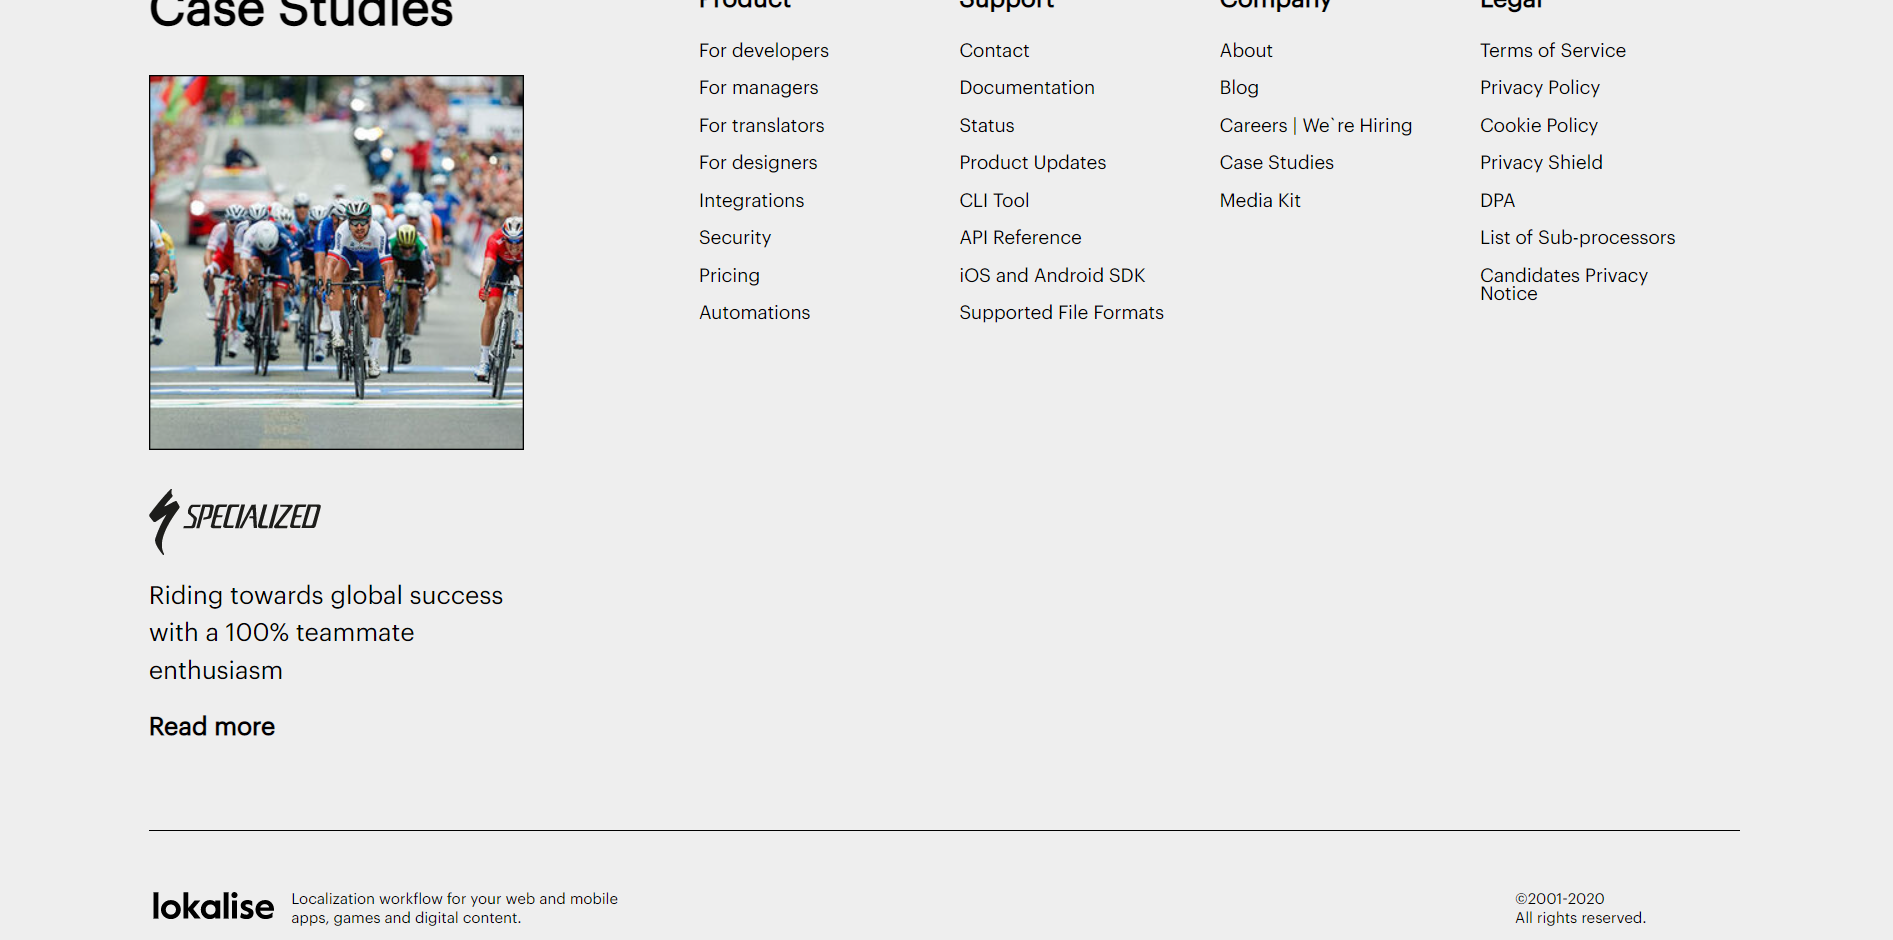 Case Studies
SPECIALIZED
Riding towards global success
with a 100% teammate
enthusiasm
Read more
Product
For developers
For managers
For translators
For designers
Integrations
Security
Pricing
Automations
Support
Contact
Documentation
Status
Product Updates
CLI Tool
API Reference
iOS and Android SDK
Supported File Formats
Company
About
Blog
Careers | We`re Hiring
Case Studies
Media Kit
Legal
Terms of Service
Privacy Policy
Cookie Policy
Privacy Shield
DPA
List of Sub-processors
Candidates Privacy
Notice
lokalise
Localization workflow for your web and mobile
apps, games and digital content.
©2001-2020
All rights reserved.